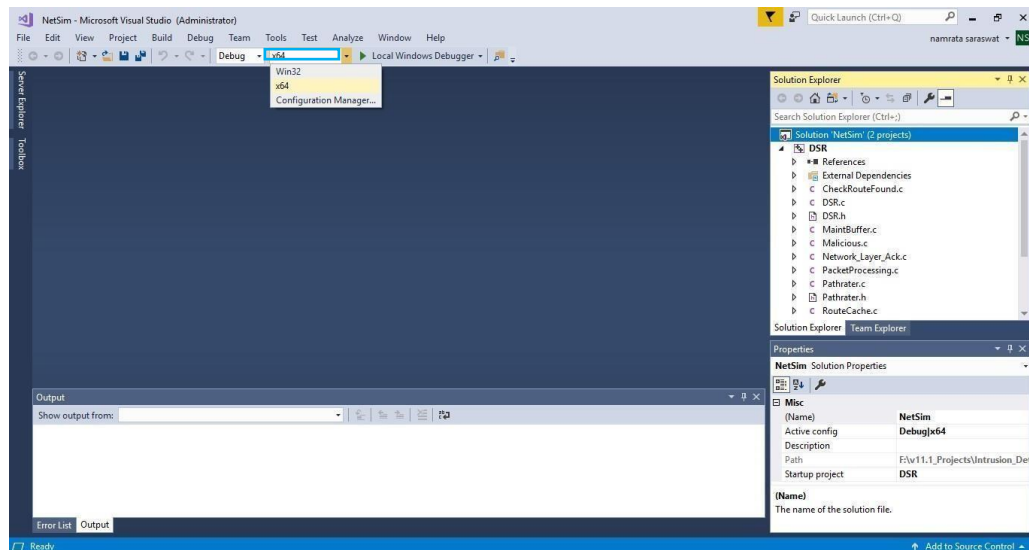 NetSim - Microsoft Visual Studio (Administrator)
Quick Launch (Ctrl+Q)
File Edit View Project Build Debug Team Tools Test Analyze Window Help
namrata saraswat
NS
Debug
x64
Local Windows Debugger
Win32
x64
Configuration Manager...
Server Explorer
Toolbox
Solution Explorer
Search Solution Explorer (Ctrl+;)
Solution 'NetSim' (2 projects)
DSR
References
External Dependencies
CheckRouteFound.c
DSR.c
DSR.h
MaintBuffer.c
Malicious.c
Network_Layer_Ack.c
PacketProcessing.c
Pathrater.c
Pathrater.h
RouteCache.c
Solution Explorer Team Explorer
Properties
NetSim Solution Properties
Misc
(Name) NetSim
Active config Debug|x64
Description
Path F:\v11.1_Projects\Intrusion_De
Startup project DSR
(Name)
The name of the solution file.
Output
Show output from:
Error List Output
Ready
Add to Source Control